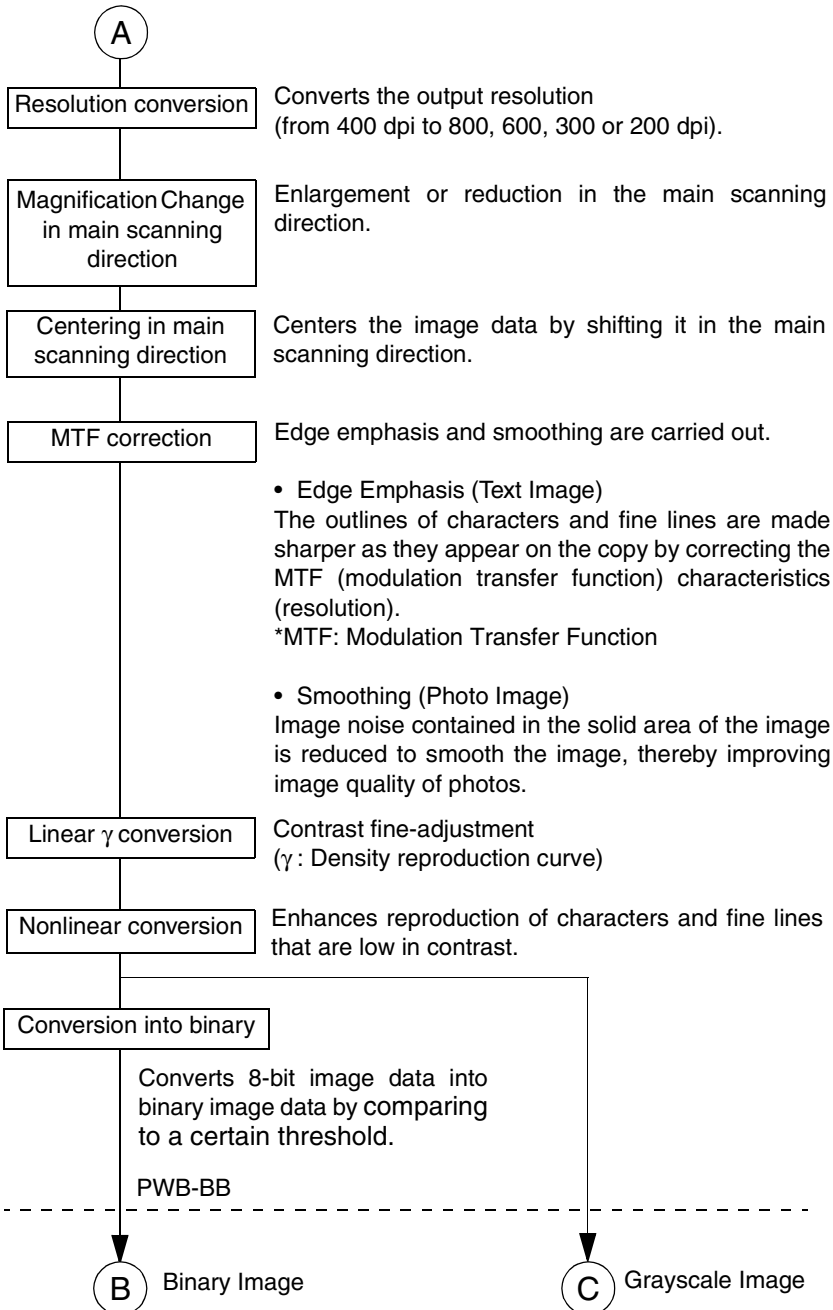 A
Resolution conversion
Converts the output resolution
(from 400 dpi to 800, 600, 300 or 200 dpi).
Magnification Change
in main scanning
direction
Enlargement or reduction in the main scanning
direction.
Centering in main
scanning direction
Centers the image data by shifting it in the main
scanning direction.
MTF correction
Edge emphasis and smoothing are carried out.
• Edge Emphasis (Text Image)
The outlines of characters and fine lines are made
sharper as they appear on the copy by correcting the
MTF (modulation transfer function) characteristics
(resolution).
*MTF: Modulation Transfer Function
• Smoothing (Photo Image)
Image noise contained in the solid area of the image
is reduced to smooth the image, thereby improving
image quality of photos.
Linear γ conversion
Contrast fine-adjustment
(γ : Density reproduction curve)
Nonlinear conversion
Enhances reproduction of characters and fine lines
that are low in contrast.
Conversion into binary
Converts 8-bit image data into
binary image data by comparing
to a certain threshold.
PWB-BB
B
Binary Image
C
Grayscale Image